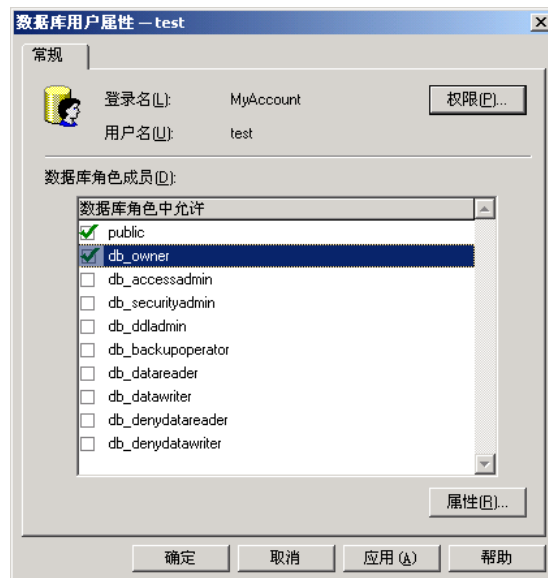 数据库用户属性 — test
常规
登录名(L): MyAccount 权限(P)...
用户名(U): test
数据库角色成员(D):
数据库角色中允许
public
db_owner
db_accessadmin
db_securityadmin
db_ddladmin
db_backupoperator
db_datareader
db_datawriter
db_denydatareader
db_denydatawriter
属性(R)...
确定 取消 应用(A) 帮助